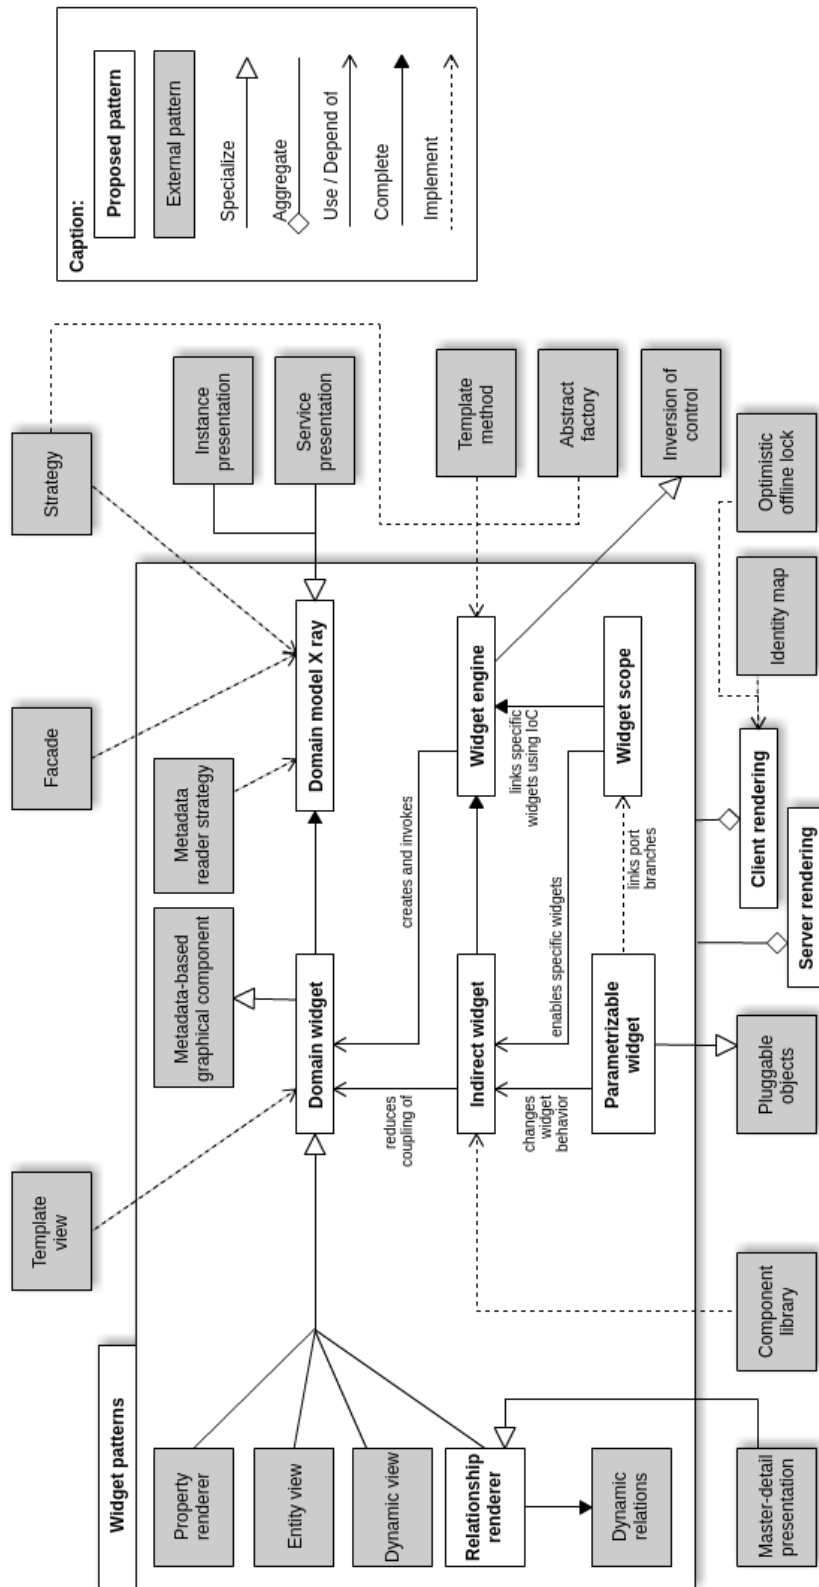 Caption:
Proposed pattern
External pattern
Specialize
Aggregate
Use / Depend of
Complete
Implement
Widget patterns
Template
view
Facade
Strategy
Property
renderer
Entity view
Dynamic view
Relationship
renderer
Dynamic
relations
Master-detail
presentation
Metadata-based
graphical component
Metadata
reader strategy
Instance
presentation
Service
presentation
Domain widget
Domain model X ray
creates and invokes
reduces
coupling of
Indirect widget
Widget engine
links specific
widgets using IoC
enables specific widgets
changes
widget
behavior
Parametrizable
widget
links port
branches
Widget scope
Template
method
Abstract
factory
Inversion of
control
Component
library
Pluggable
objects
Client rendering
Server rendering
Identity map
Optimistic
offline lock